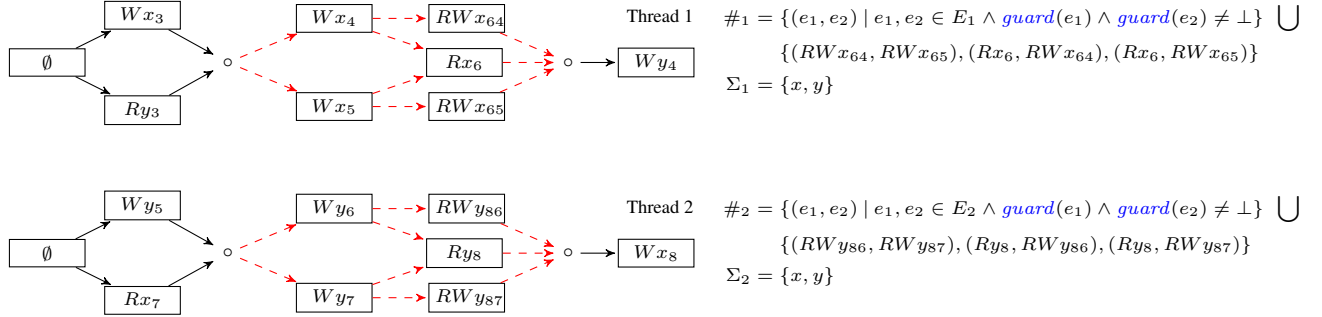 Wx₃ Wx₄ RWx₆₄ Thread 1 #₁ = {(e₁, e₂) | e₁, e₂ ∈ E₁ ∧ guard(e₁) ∧ guard(e₂) ≠ ⊥} ⋃
∅ Rx₆ Wy₄ {(RWx₆₄, RWx₆₅), (Rx₆, RWx₆₄), (Rx₆, RWx₆₅)}
Ry₃ Wx₅ RWx₆₅ Σ₁ = {x, y}
Wy₅ Wy₆ RWy₈₆ Thread 2 #₂ = {(e₁, e₂) | e₁, e₂ ∈ E₂ ∧ guard(e₁) ∧ guard(e₂) ≠ ⊥} ⋃
∅ Ry₈ Wx₈ {(RWy₈₆, RWy₈₇), (Ry₈, RWy₈₆), (Ry₈, RWy₈₇)}
Rx₇ Wy₇ RWy₈₇ Σ₂ = {x, y}